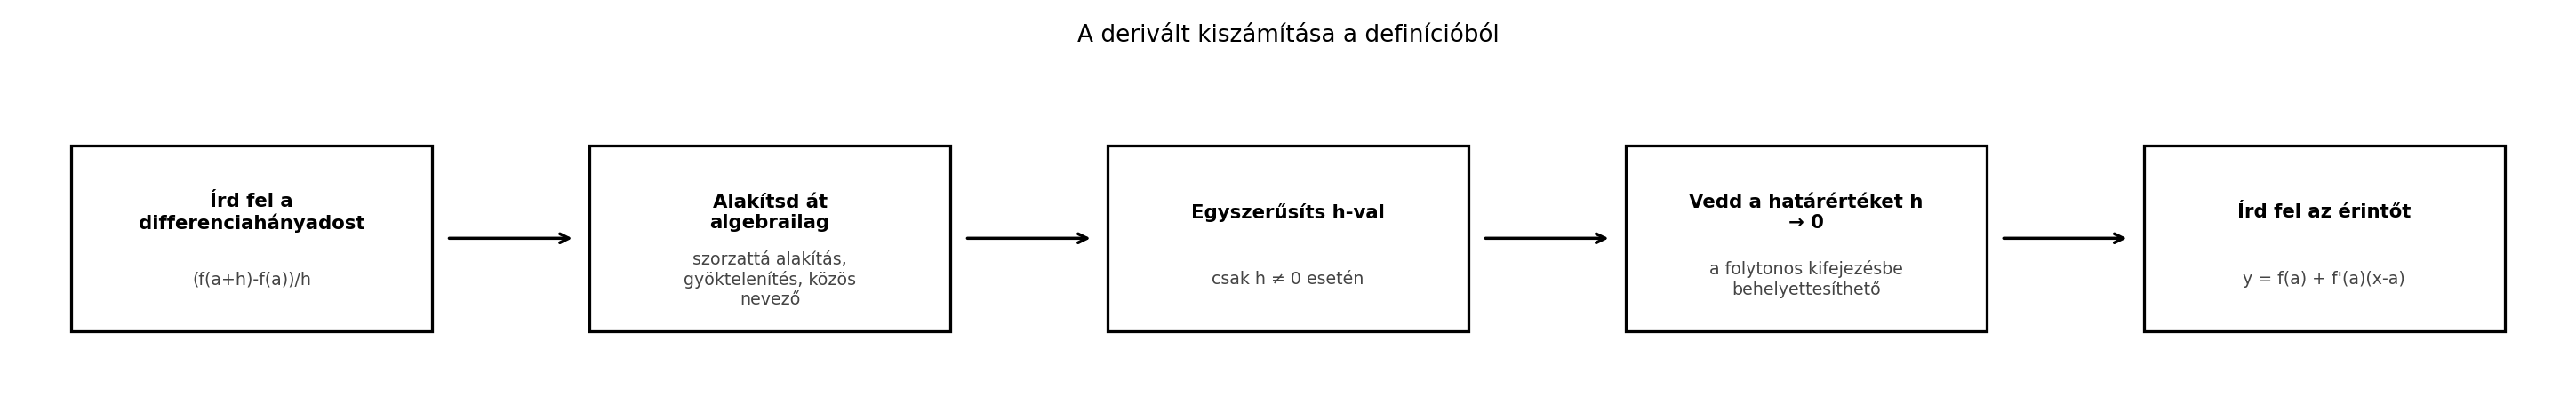 A derivált kiszámítása a definícióból
Írd fel a
differenciahányadost
(f(a+h)-f(a))/h
Alakítsd át
algebrailag
szorzattá alakítás,
gyöktelenítés, közös
nevező
Egyszerűsíts h-val
csak h ≠ 0 esetén
Vedd a határértéket h
→ 0
a folytonos kifejezésbe
behelyettesíthető
Írd fel az érintőt
y = f(a) + f'(a)(x-a)